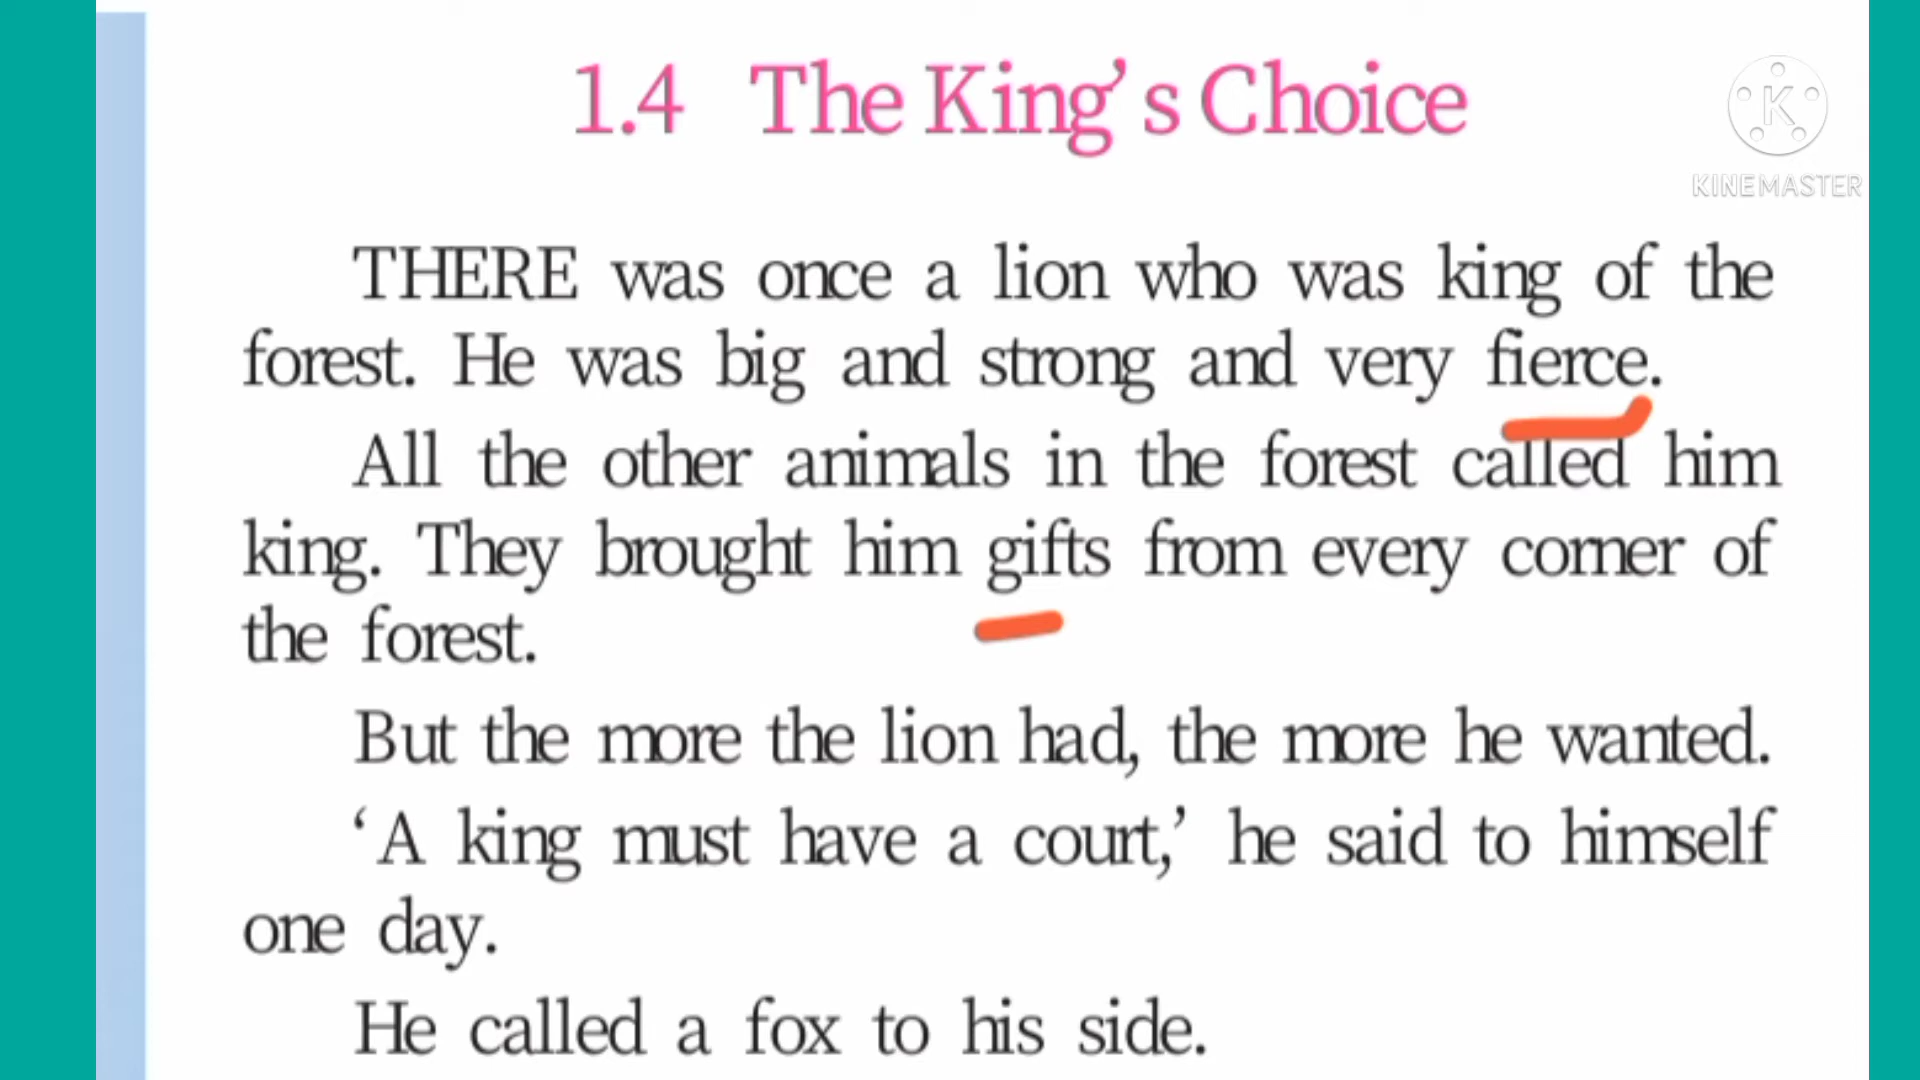 1.4 The King's Choice
K
KINEMASTER
THERE was once a lion who was king of the
forest. He was big and strong and very fierce.
All the other animals in the forest called him
king. They brought him gifts from every corner of
the forest.
But the more the lion had, the more he wanted.
‘A king must have a court,’ he said to himself
one day.
He called a fox to his side.